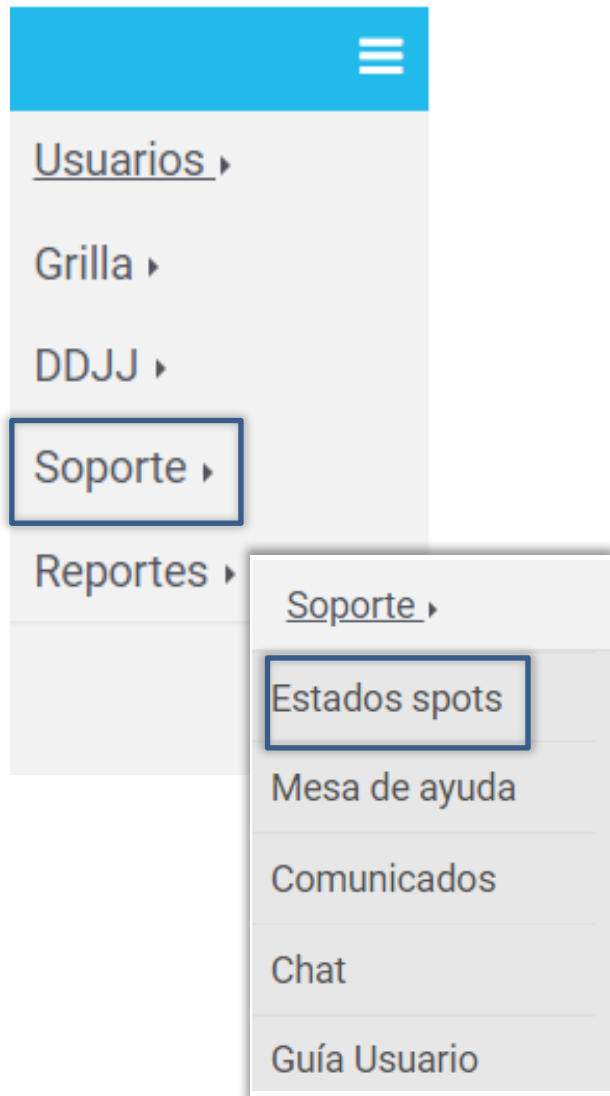 Usuarios
Grilla
DDJJ
Soporte
Reportes
Soporte
Estados spots
Mesa de ayuda
Comunicados
Chat
Guía Usuario